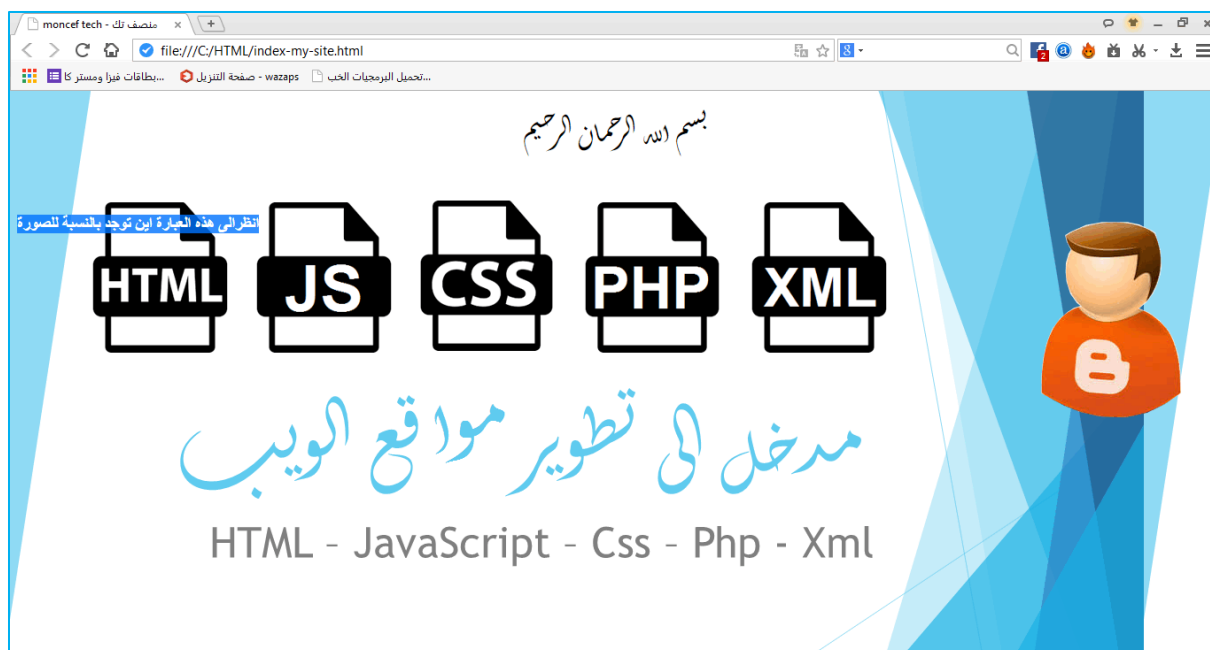 moncef tech - منصف تك
file:///C:/HTML/index-my-site.html
بطاقات فيزا ومستر كا...
wazaps - صفحة التنزيل
تحميل البرمجيات الخب...
بسم الله الرحمان الرحيم
انظرالى هذه العبارة اين توجد بالنسبة للصورة
HTML JS CSS PHP XML
مدخل الى تطوير مواقع الويب
HTML – JavaScript – Css – Php - Xml